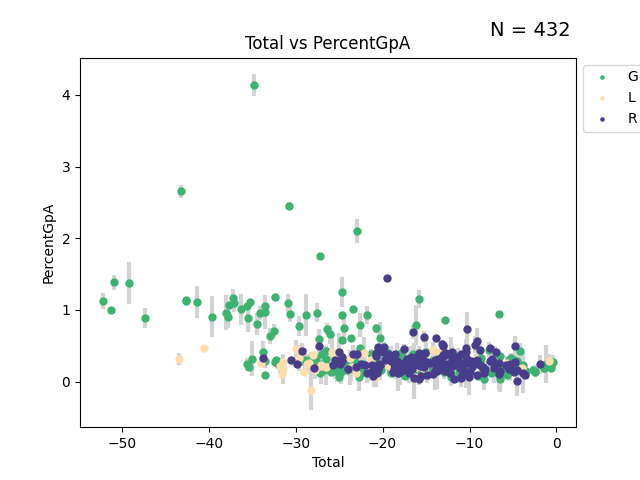 N = 432
Total vs PercentGpA
G
L
R
PercentGpA
4
3
2
1
0
−50
−40
−30
−20
−10
0
Total